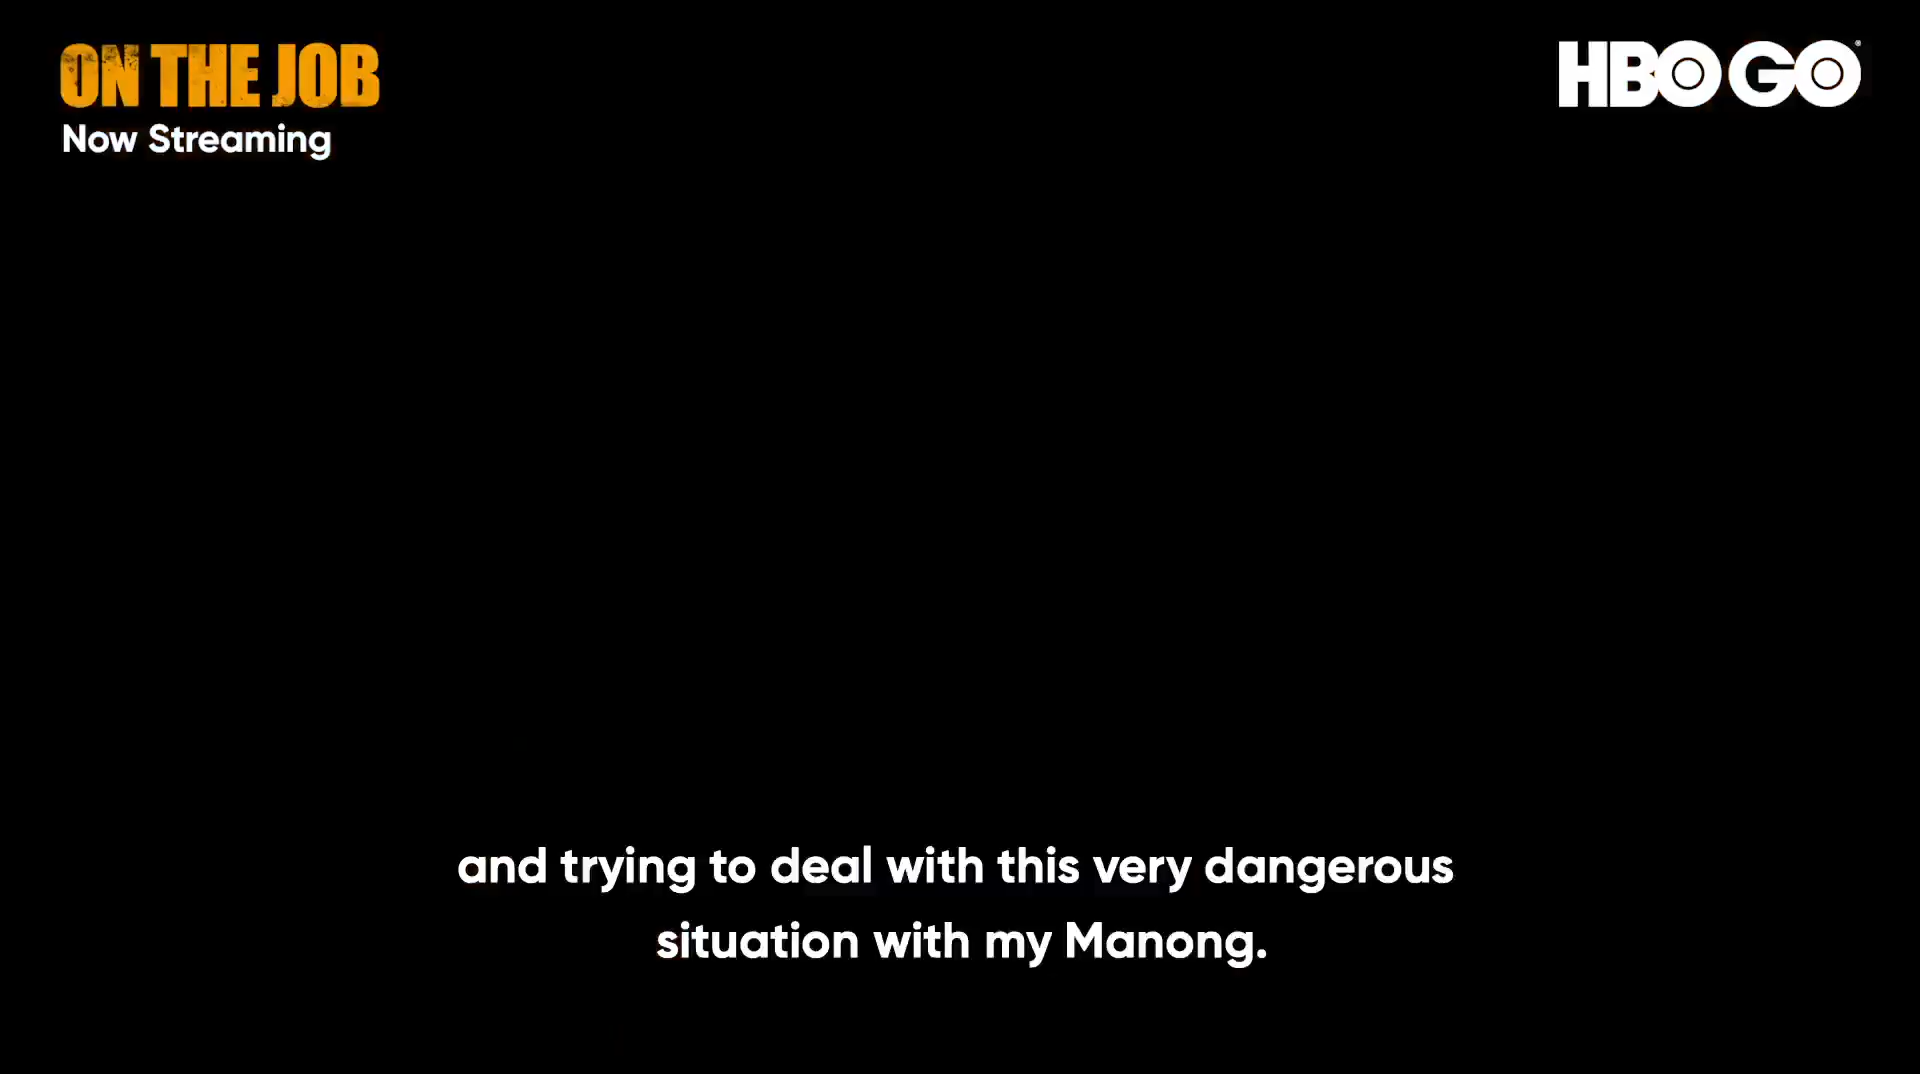 ON THE JOB
Now Streaming
HBO GO
and trying to deal with this very dangerous
situation with my Manong.